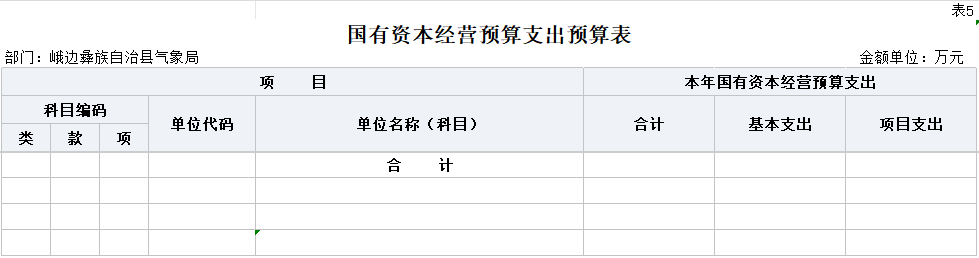 表5
国有资本经营预算支出预算表
部门：峨边彝族自治县气象局 金额单位：万元
项 目 本年国有资本经营预算支出
科目编码 单位代码 单位名称（科目） 合计 基本支出 项目支出
类 款 项
合 计